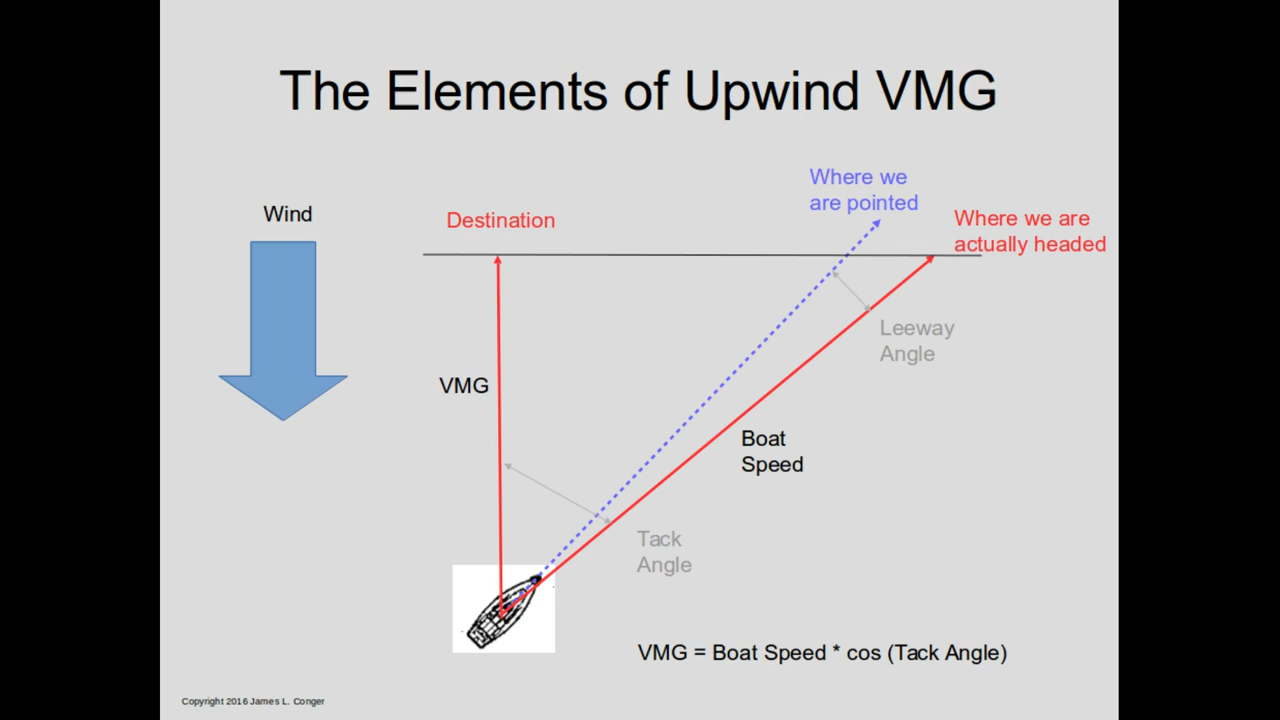 The Elements of Upwind VMG
Where we
are pointed
Wind
Destination
Where we are
actually headed
Leeway
Angle
VMG
Boat
Speed
Tack
Angle
VMG = Boat Speed * cos (Tack Angle)
Copyright 2016 James L. Conger